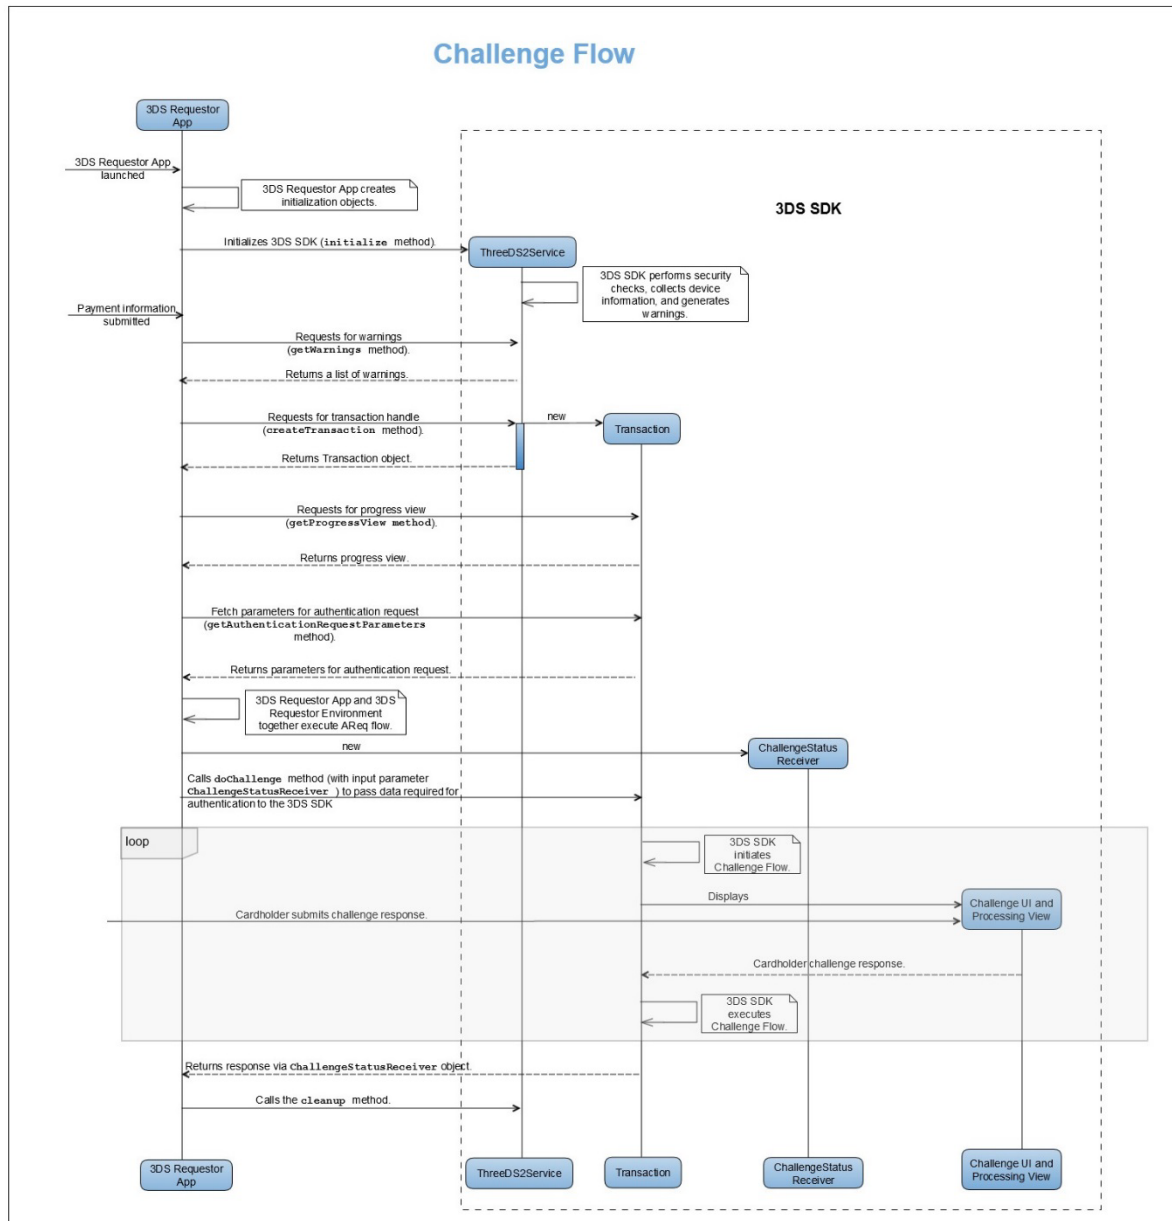 Challenge Flow
3DS Requestor
App
3DS Requestor App
launched
3DS Requestor App creates
initialization objects.
3DS SDK
Initializes 3DS SDK (initialize method).
ThreeDS2Service
3DS SDK performs security
checks, collects device
information, and generates
warnings.
Payment information
submitted
Requests for warnings
(getWarnings method).
Returns a list of warnings.
Requests for transaction handle
(createTransaction method).
new
Transaction
Returns Transaction object.
Requests for progress view
(getProgressView method).
Returns progress view.
Fetch parameters for authentication request
(getAuthenticationRequestParameters
method).
Returns parameters for authentication request.
3DS Requestor App and 3DS
Requestor Environment
together execute AReq flow.
new
ChallengeStatus
Receiver
Calls doChallenge method (with input parameter
ChallengeStatusReceiver ) to pass data required for
authentication to the 3DS SDK
loop
3DS SDK
initiates
Challenge Flow.
Displays
Challenge UI and
Processing View
Cardholder submits challenge response.
Cardholder challenge response.
3DS SDK
executes
Challenge Flow.
Returns response via ChallengeStatusReceiver object.
Calls the cleanup method.
3DS Requestor
App
ThreeDS2Service
Transaction
ChallengeStatus
Receiver
Challenge UI and
Processing View